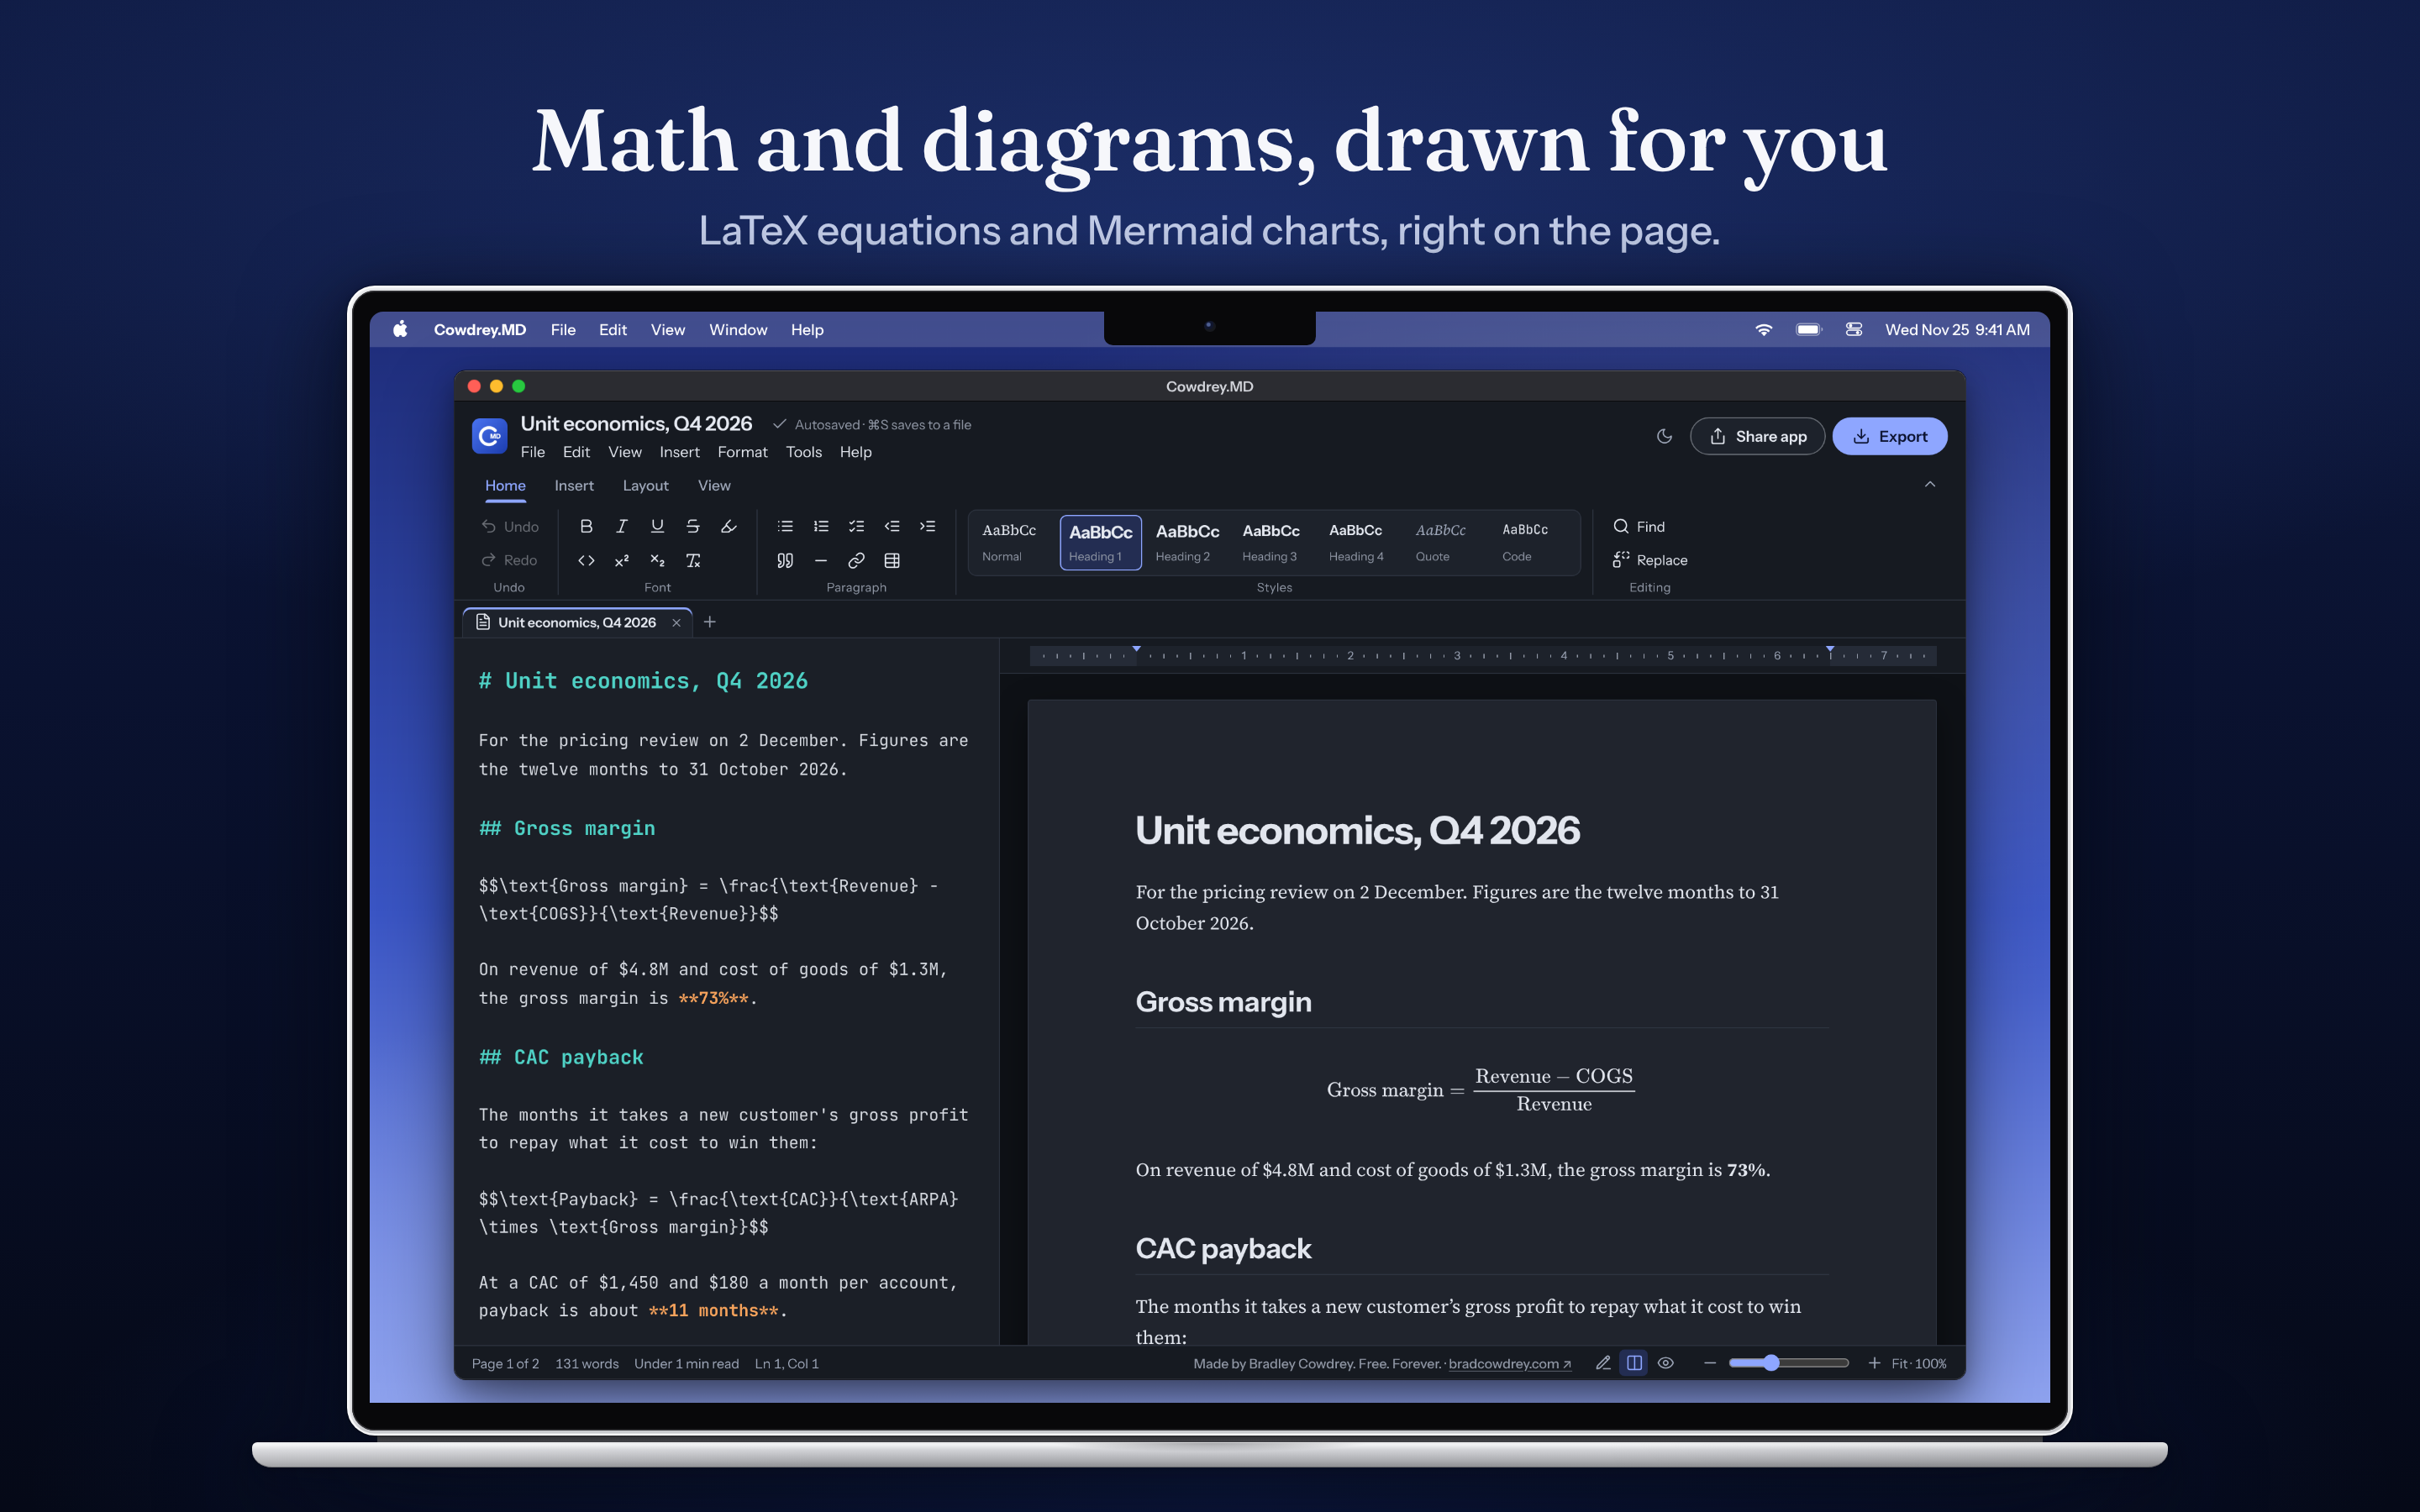 Math and diagrams, drawn for you
LaTeX equations and Mermaid charts, right on the page.
Cowdrey.MD File Edit View Window Help
Wed Nov 25 9:41 AM
Cowdrey.MD
Unit economics, Q4 2026
Autosaved · ⌘S saves to a file
File Edit View Insert Format Tools Help
Share app
Export
Home Insert Layout View
Undo
Redo
Undo
Font
Paragraph
AaBbCc AaBbCc AaBbCc AaBbCc AaBbCc AaBbCc AaBbCc
Normal Heading 1 Heading 2 Heading 3 Heading 4 Quote Code
Styles
Find
Replace
Editing
Unit economics, Q4 2026
# Unit economics, Q4 2026
For the pricing review on 2 December. Figures are
the twelve months to 31 October 2026.
## Gross margin
$$\text{Gross margin} = \frac{\text{Revenue} -
\text{COGS}}{\text{Revenue}}$$
On revenue of $4.8M and cost of goods of $1.3M,
the gross margin is **73%**.
## CAC payback
The months it takes a new customer's gross profit
to repay what it cost to win them:
$$\text{Payback} = \frac{\text{CAC}}{\text{ARPA}
\times \text{Gross margin}}$$
At a CAC of $1,450 and $180 a month per account,
payback is about **11 months**.
1 2 3 4 5 6 7
Unit economics, Q4 2026
For the pricing review on 2 December. Figures are the twelve months to 31
October 2026.
Gross margin
Gross margin = Revenue − COGS
Revenue
On revenue of $4.8M and cost of goods of $1.3M, the gross margin is 73%.
CAC payback
The months it takes a new customer’s gross profit to repay what it cost to win
them:
Page 1 of 2 131 words Under 1 min read Ln 1, Col 1
Made by Bradley Cowdrey. Free. Forever. · bradcowdrey.com ↗
Fit · 100%